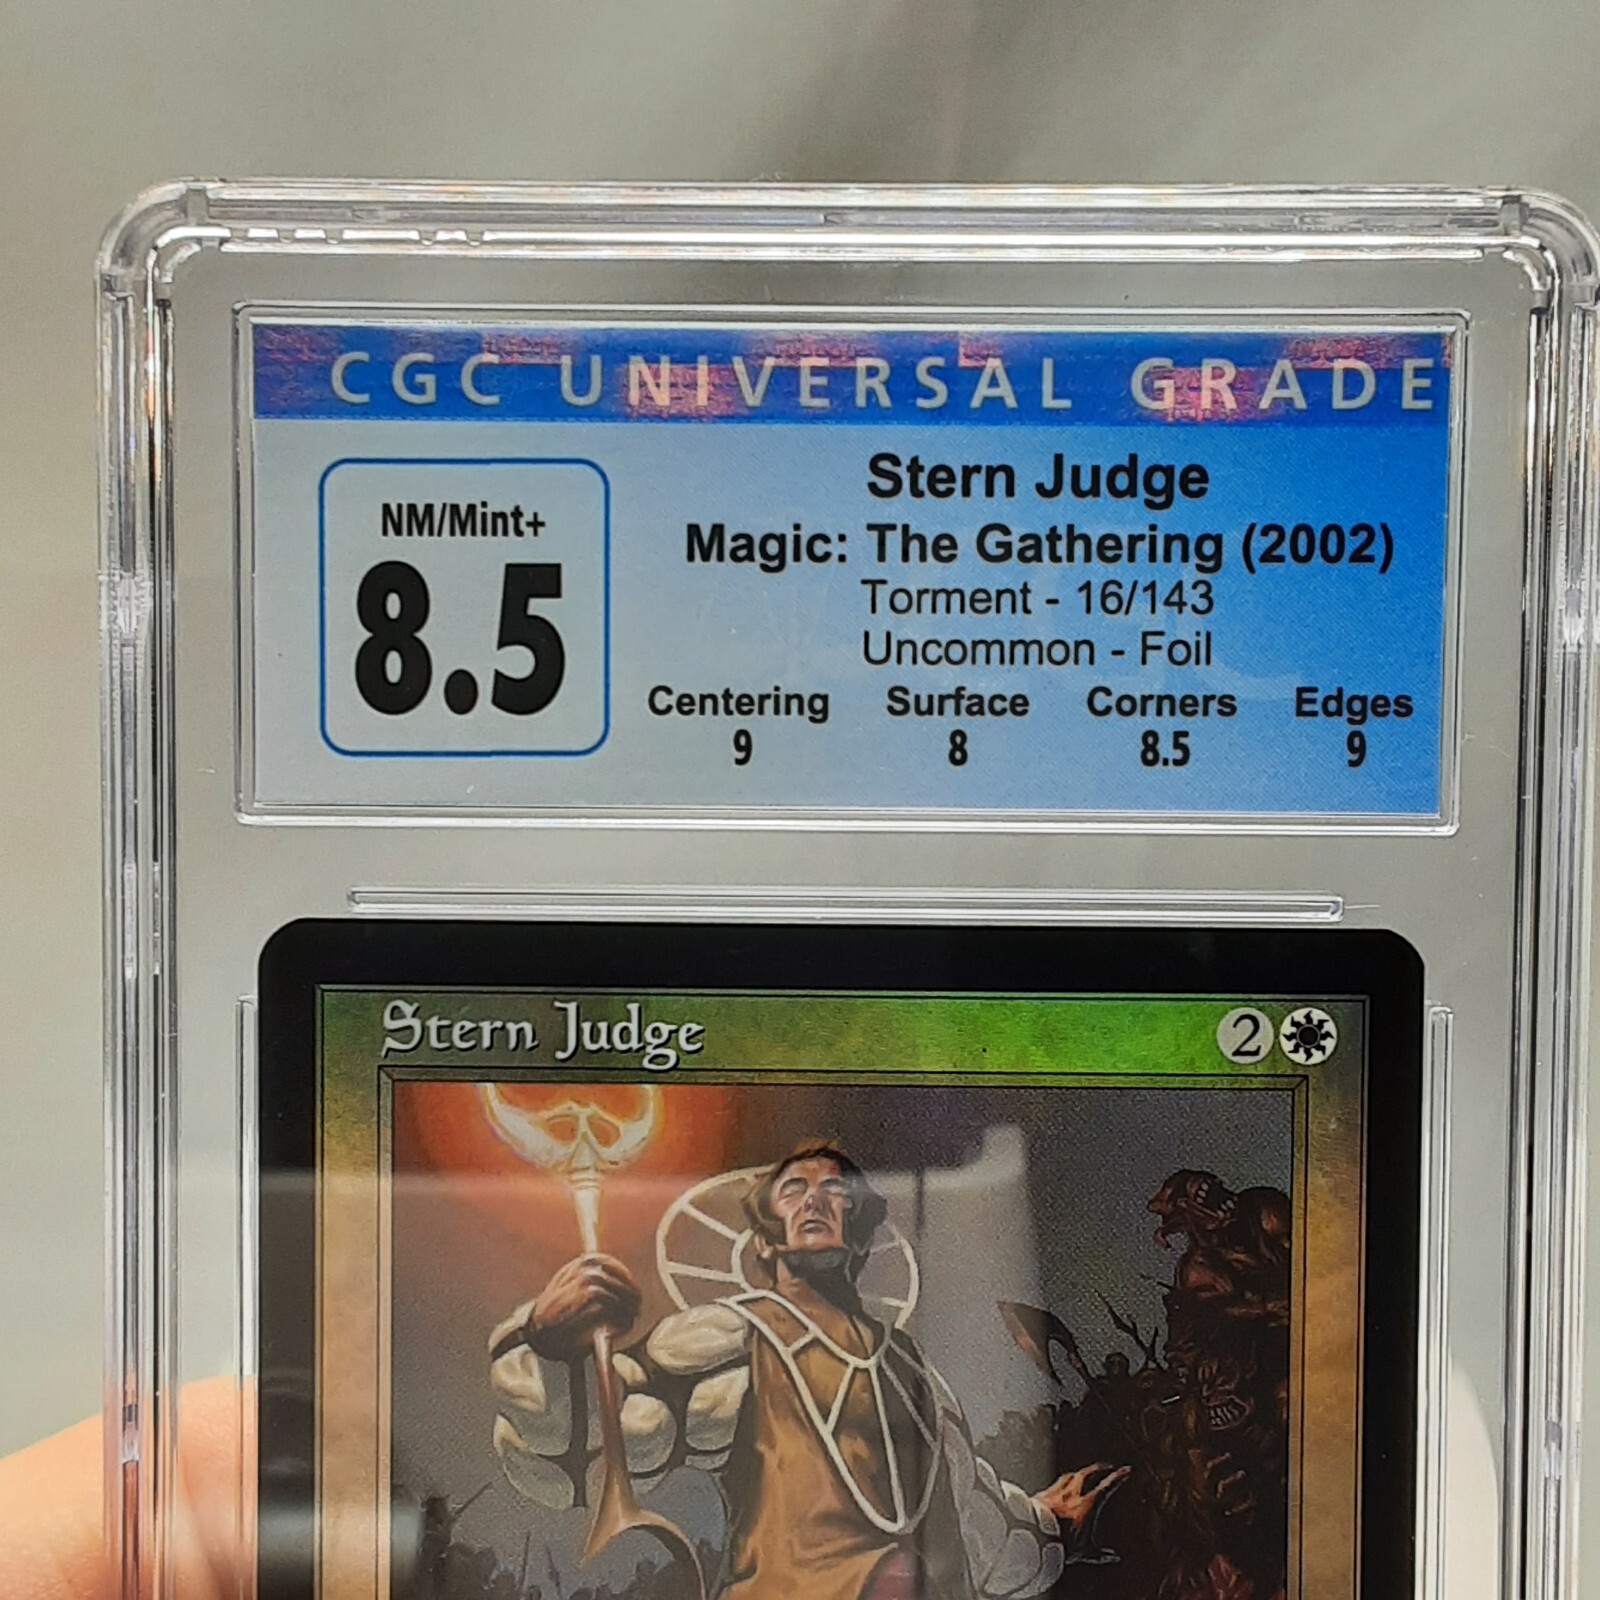 CGC UNIVERSAL GRADE
NM/Mint+
8.5
Stern Judge
Magic: The Gathering (2002)
Torment - 16/143
Uncommon - Foil
Centering Surface Corners Edges
9 8 8.5 9
Stern Judge 2